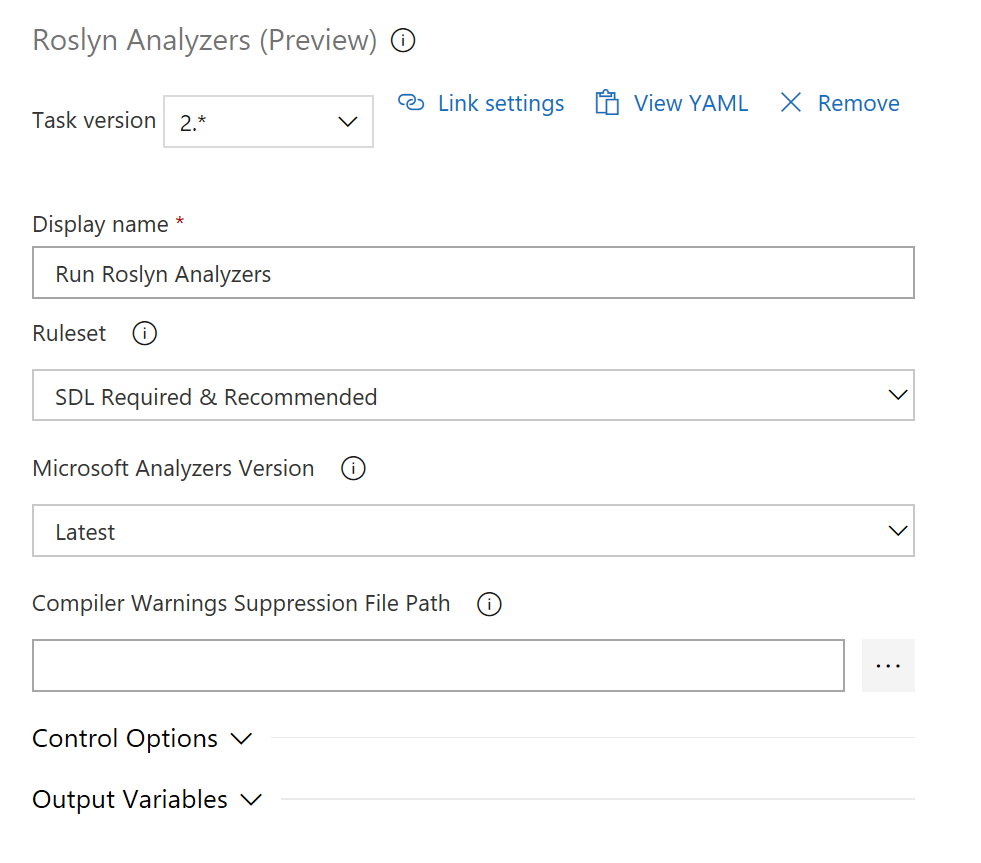 Roslyn Analyzers (Preview)
Task version 2.* Link settings View YAML Remove
Display name *
Run Roslyn Analyzers
Ruleset
SDL Required & Recommended
Microsoft Analyzers Version
Latest
Compiler Warnings Suppression File Path
...
Control Options
Output Variables